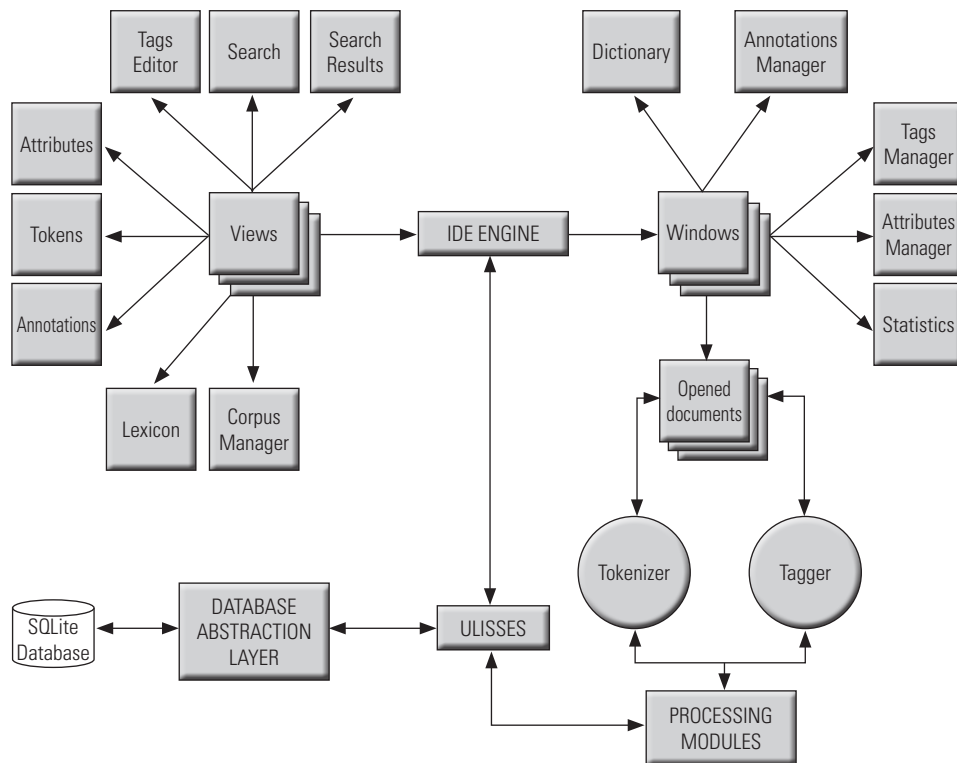 Tags
Editor
Search
Search
Results
Dictionary
Annotations
Manager
Attributes
Tags
Manager
Tokens
Views
IDE ENGINE
Windows
Attributes
Manager
Annotations
Statistics
Lexicon
Corpus
Manager
Opened
documents
Tokenizer
Tagger
SQLite
Database
DATABASE
ABSTRACTION
LAYER
ULISSES
PROCESSING
MODULES